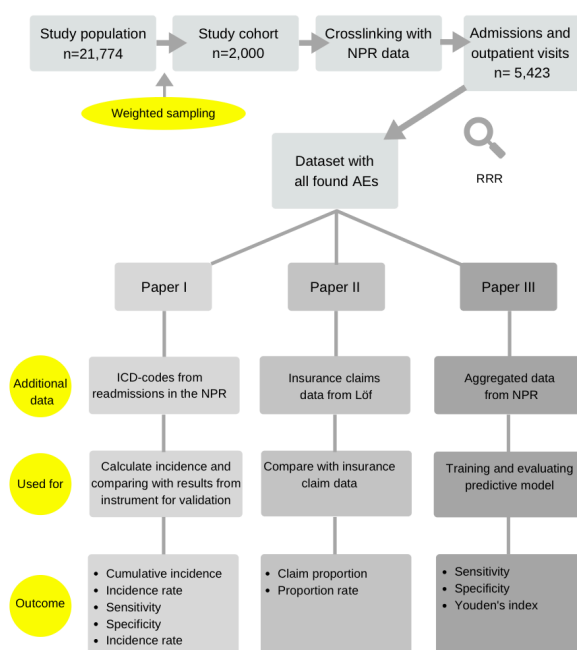 Study population
n=21,774
Study cohort
n=2,000
Crosslinking with
NPR data
Admissions and
outpatient visits
n= 5,423
Weighted sampling
Dataset with
all found AEs
RRR
Paper I
Paper II
Paper III
Additional
data
ICD-codes from
readmissions in the NPR
Insurance claims
data from Löf
Aggregated data
from NPR
Used for
Calculate incidence and
comparing with results from
instrument for validation
Compare with insurance
claim data
Training and evaluating
predictive model
Outcome
• Cumulative incidence
• Incidence rate
• Sensitivity
• Specificity
• Incidence rate
• Claim proportion
• Proportion rate
• Sensitivity
• Specificity
• Youden's index